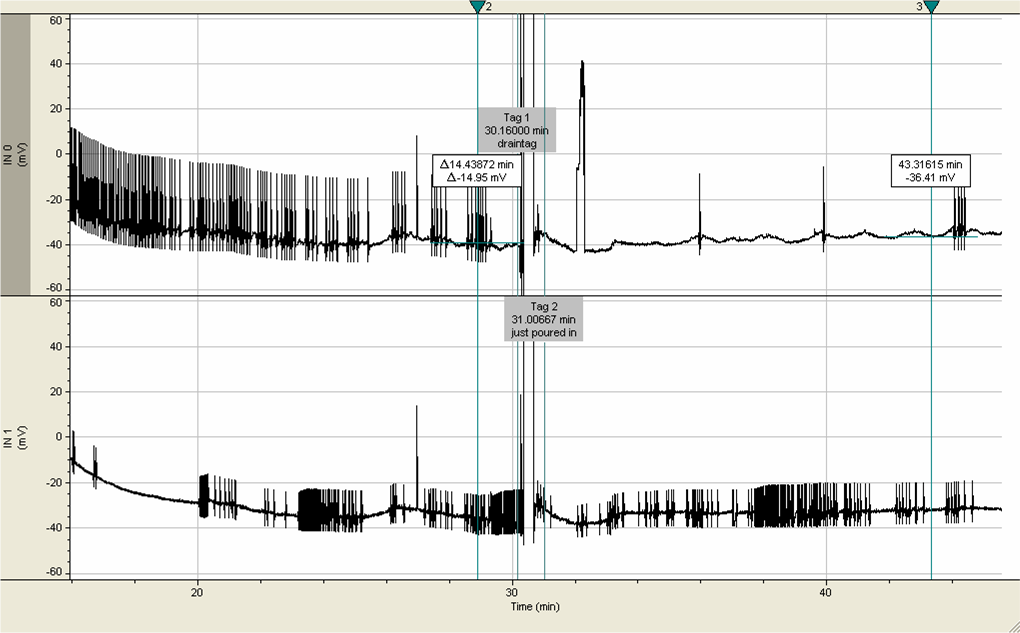 2
3
60
40
20
0
-20
-40
-60
IN 0
(mV)
Tag 1
30.16000 min
draintag
Δ14.43872 min
Δ-14.95 mV
43.31615 min
-36.41 mV
60
40
20
0
-20
-40
-60
IN 1
(mV)
Tag 2
31.00667 min
just poured in
20
30
40
Time (min)